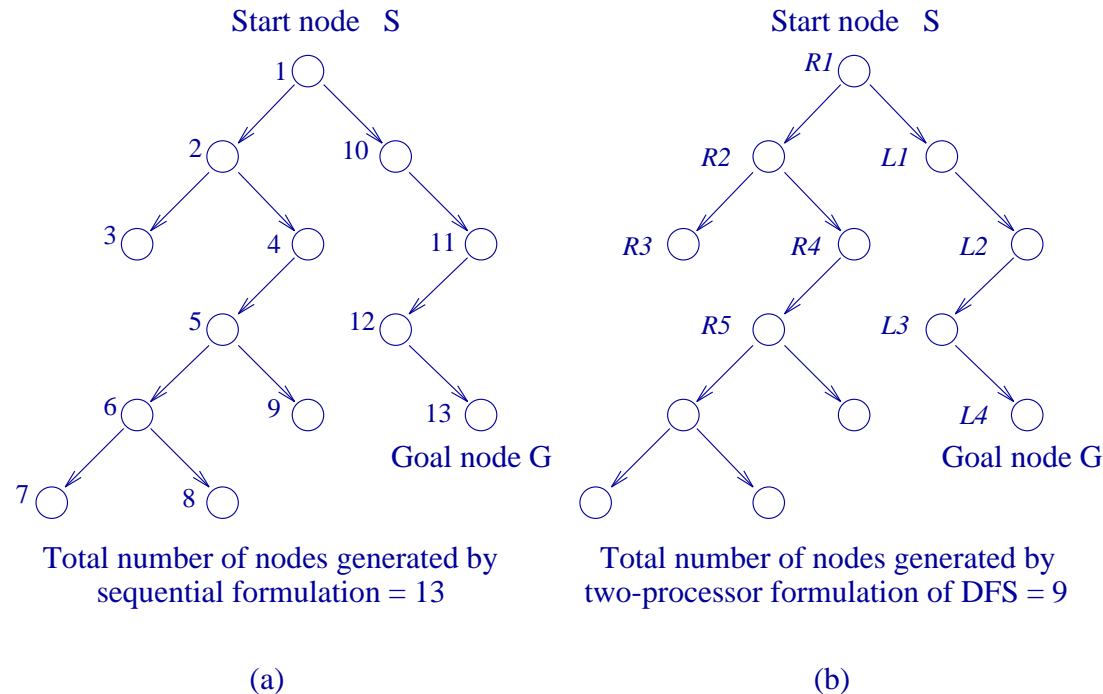 Start node S
1
2
10
3
4
11
5
12
6
9
13
Goal node G
7
8
Total number of nodes generated by
sequential formulation = 13
(a)
Start node S
R1
R2
L1
R3
R4
L2
R5
L3
L4
Goal node G
Total number of nodes generated by
two-processor formulation of DFS = 9
(b)